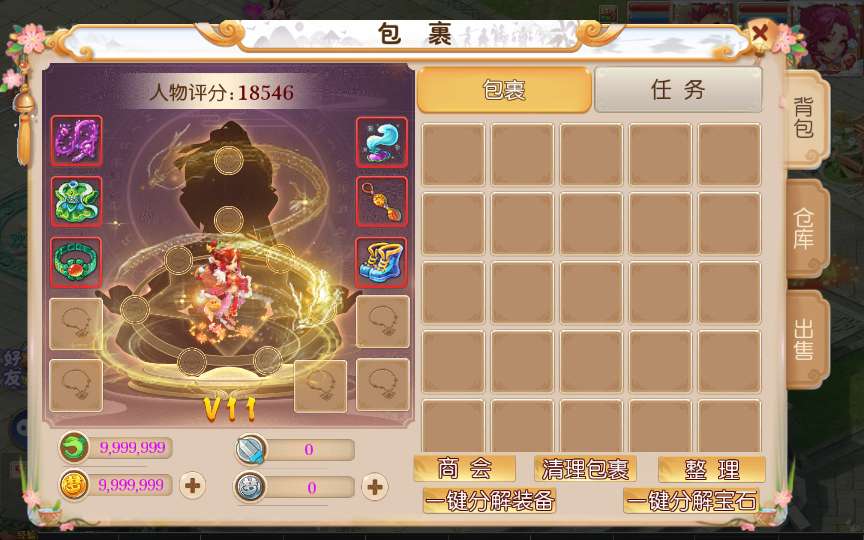 包 裹
人物评分:18546
包裹
任 务
背包
仓库
出售
好友
V11
9,999,999
0
9,999,999
0
商 会
清理包裹
整 理
一键分解装备
一键分解宝石